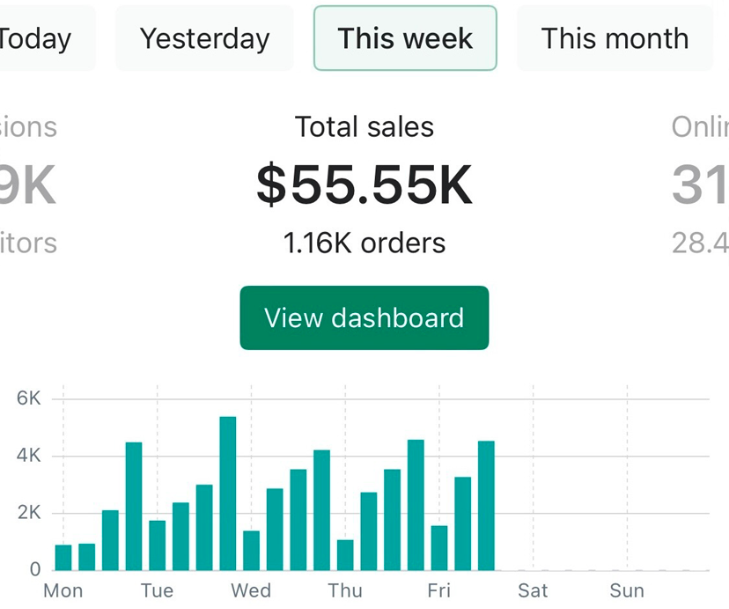 Today Yesterday This week This month
sions Total sales Onlin
9K $55.55K 31
itors 1.16K orders 28.4
View dashboard
6K
4K
2K
0
Mon Tue Wed Thu Fri Sat Sun